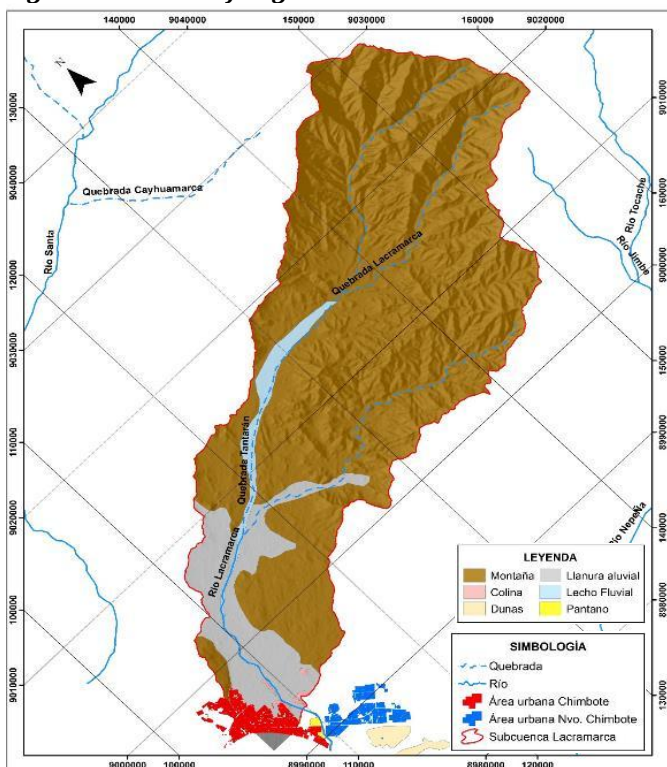 140000
9040000
150000
9030000
160000
9020000
N
130000
9040000
120000
9030000
110000
9020000
100000
9010000
9010000
160000
9000000
150000
8990000
140000
8980000
130000
Quebrada Cayhuamarca
Río Santa
Río Tocache
Río Jimbe
Quebrada Lacramarca
Quebrada Tantarán
Río Lacramarca
Río Nepeña
LEYENDA
Montaña
Llanura aluvial
Colina
Lecho Fluvial
Dunas
Pantano
SIMBOLOGÍA
Quebrada
Río
Área urbana Chimbote
Área urbana Nvo. Chimbote
Subcuenca Lacramarca
9000000
100000
8990000
110000
8980000
120000